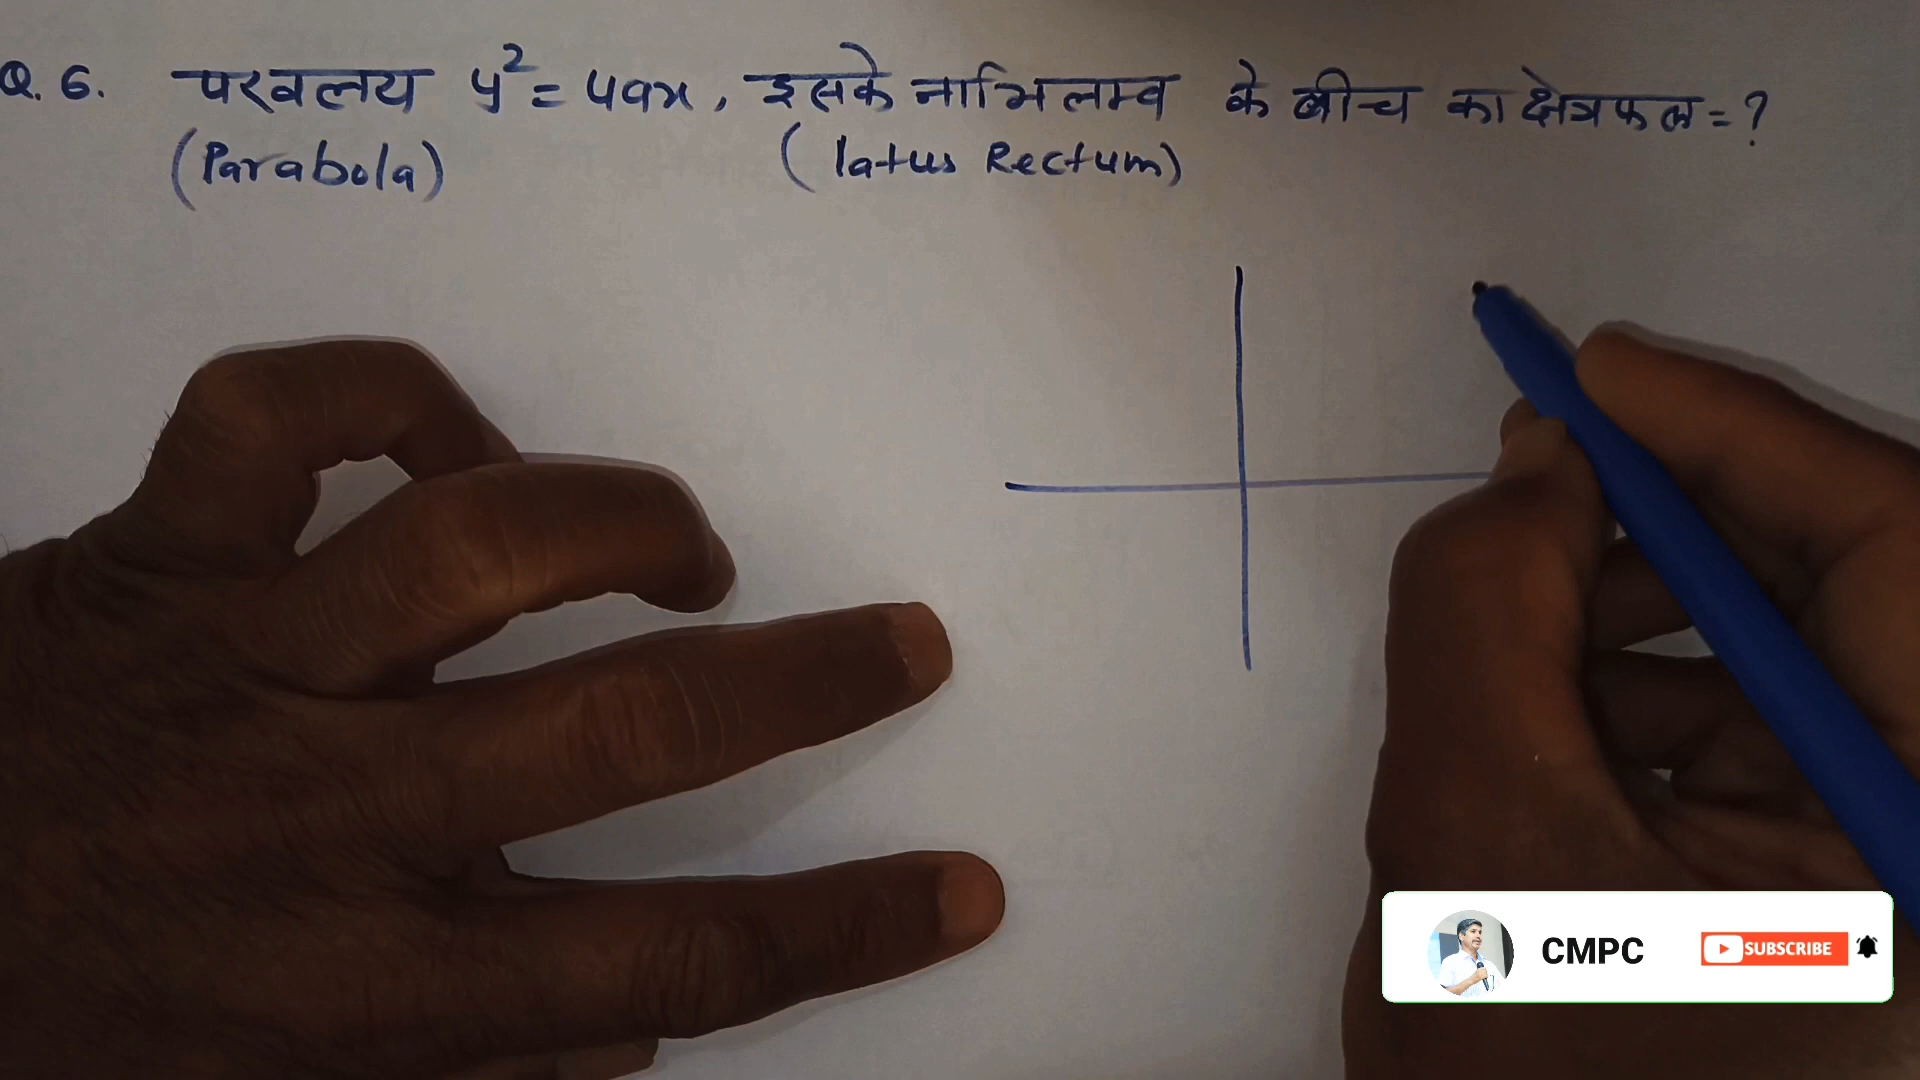 Q. 6. परवलय y² = 4ax, इसके नाभिलम्ब के बीच का क्षेत्रफल = ?
(Parabola) (latus Rectum)
CMPC SUBSCRIBE